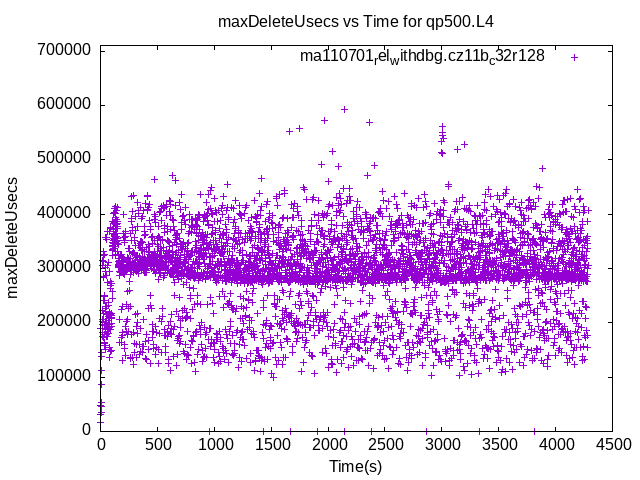 maxDeleteUsecs vs Time for qp500.L4
ma110701relwithdbg.cz11bc32r128
700000
600000
500000
400000
300000
200000
100000
0
maxDeleteUsecs
0 500 1000 1500 2000 2500 3000 3500 4000 4500
Time(s)